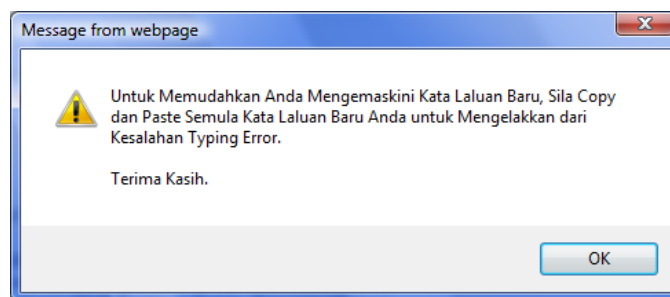 Message from webpage
Untuk Memudahkan Anda Mengemaskini Kata Laluan Baru, Sila Copy
dan Paste Semula Kata Laluan Baru Anda untuk Mengelakkan dari
Kesalahan Typing Error.
Terima Kasih.
OK